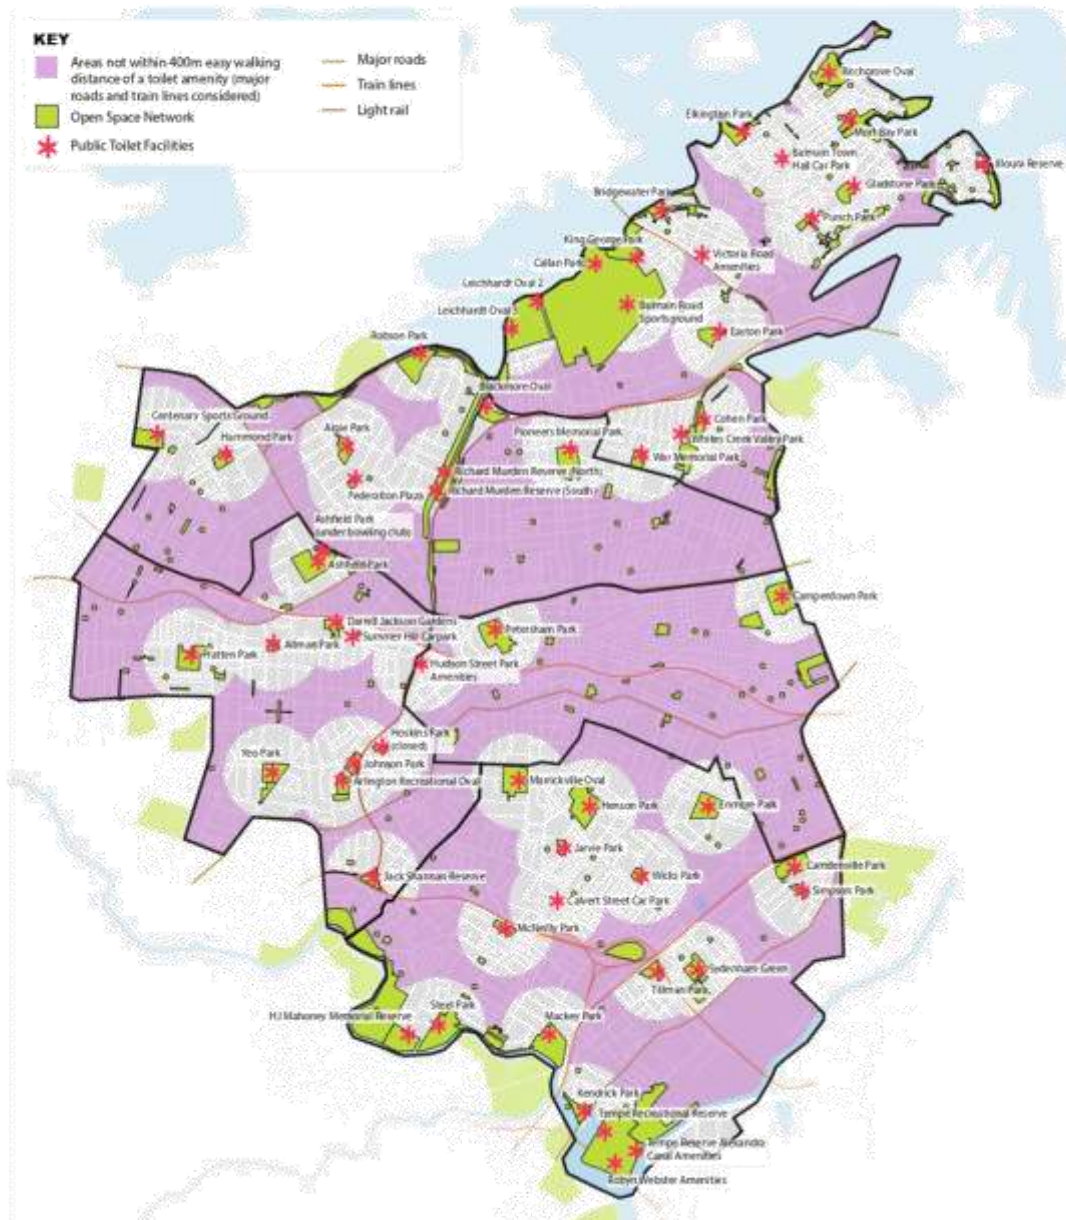 KEY
Areas not within 400m easy walking
distance of a toilet amenity (major
roads and train lines considered)
Open Space Network
Public Toilet Facilities
Major roads
Train lines
Light rail
Birchgrove Oval
Elkington Park
Mort Bay Park
Balmain Town
Hall Car Park
Illoura Reserve
Gladstone Park
Bridgewater Park
Punch Park
King George Park
Victoria Road
Amenities
Callan Park
Leichhardt Oval 2
Leichhardt Oval 3
Balmain Road
Sportsground
Easton Park
Robson Park
Blackmore Oval
Centenary Sports Ground
Hammond Park
Algie Park
Pioneers Memorial Park
Cohen Park
Whites Creek Valley Park
War Memorial Park
Richard Murden Reserve (North)
Federation Plaza
Richard Murden Reserve (South)
Ashfield Park
(under bowling club)
Ashfield Park
Camperdown Park
Darrell Jackson Gardens
Summer Hill Carpark
Petersham Park
Allman Park
Pratten Park
Hudson Street Park
Amenities
Hoskins Park
(closed)
Yeo Park
Johnson Park
Arlington Recreational Oval
Marrickville Oval
Henson Park
Enmore Park
Jarvie Park
Camdenville Park
Jack Shanahan Reserve
Wicks Park
Simpson Park
Calvert Street Car Park
McNeilly Park
Sydenham Green
Tillman Park
Steel Park
HJ Mahoney Memorial Reserve
Mackey Park
Kendrick Park
Tempe Recreational Reserve
Tempe Reserve Alexandra
Canal Amenities
Robyn Webster Amenities